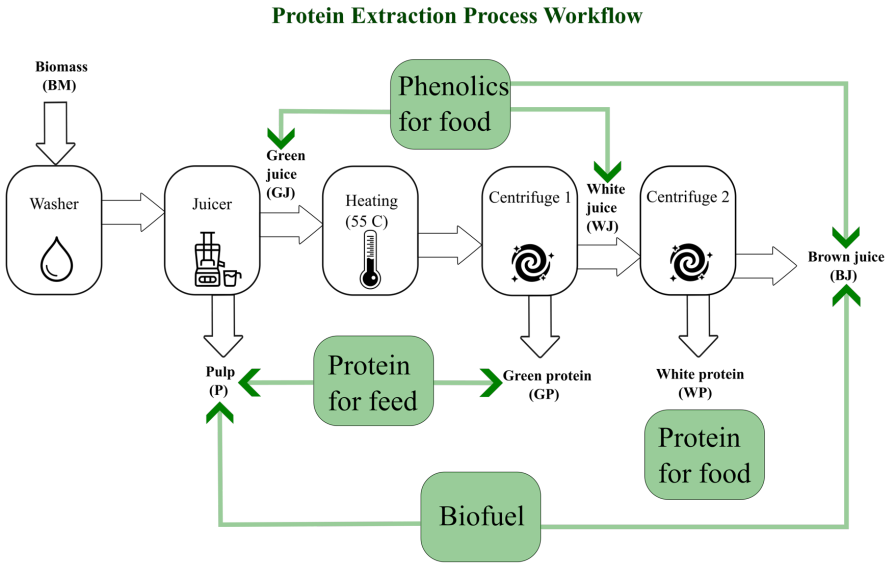 Protein Extraction Process Workflow
Biomass
(BM)
Phenolics
for food
Green
juice
(GJ)
White
juice
(WJ)
Washer
Juicer
Heating
(55 C)
Centrifuge 1
Centrifuge 2
Brown juice
(BJ)
Pulp
(P)
Protein
for feed
Green protein
(GP)
White protein
(WP)
Protein
for food
Biofuel